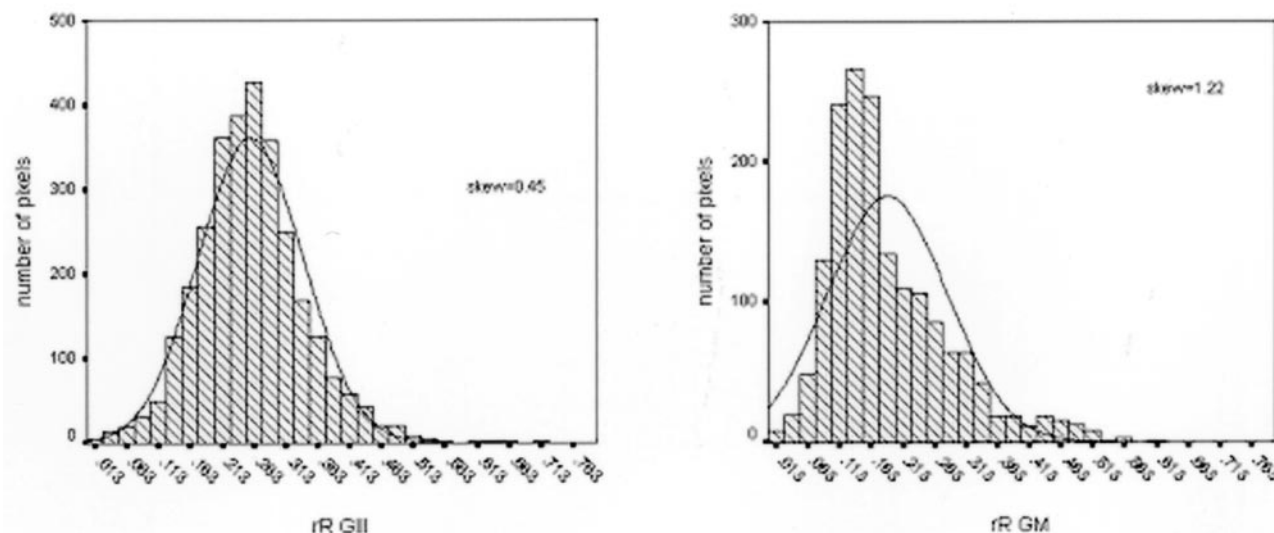 500
400
300
200
100
0
number of pixels
skew=0.45
.013 .063 .113 .163 .213 .263 .313 .363 .413 .463 .513 .563 .613 .663 .713 .763
rR GIII
300
200
100
0
number of pixels
skew=1.22
.015 .065 .115 .165 .215 .265 .315 .365 .415 .465 .515 .565 .615 .665 .715 .765
rR GM